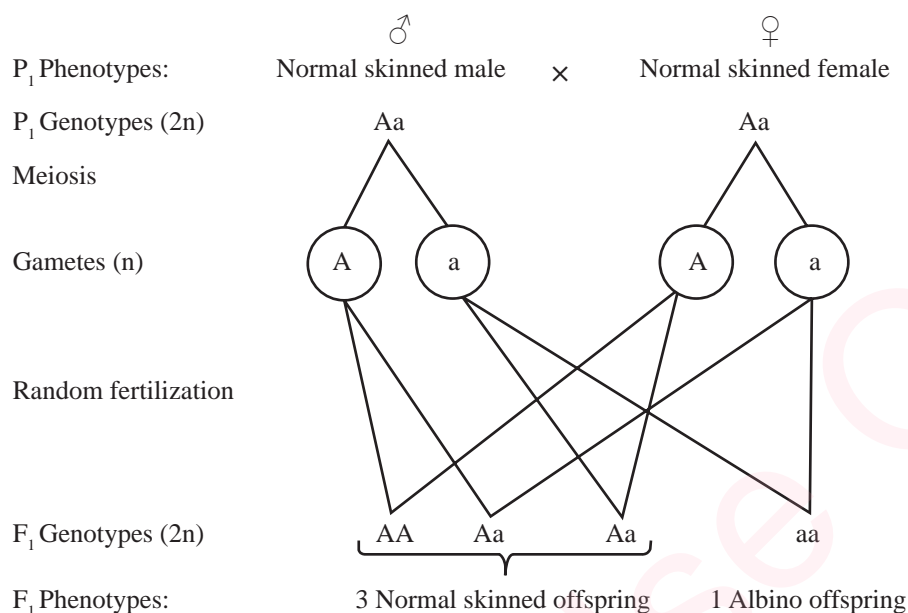 ♂ ♀
P₁ Phenotypes: Normal skinned male × Normal skinned female
P₁ Genotypes (2n) Aa Aa
Meiosis
Gametes (n) A a A a
Random fertilization
F₁ Genotypes (2n) AA Aa Aa aa
F₁ Phenotypes: 3 Normal skinned offspring 1 Albino offspring